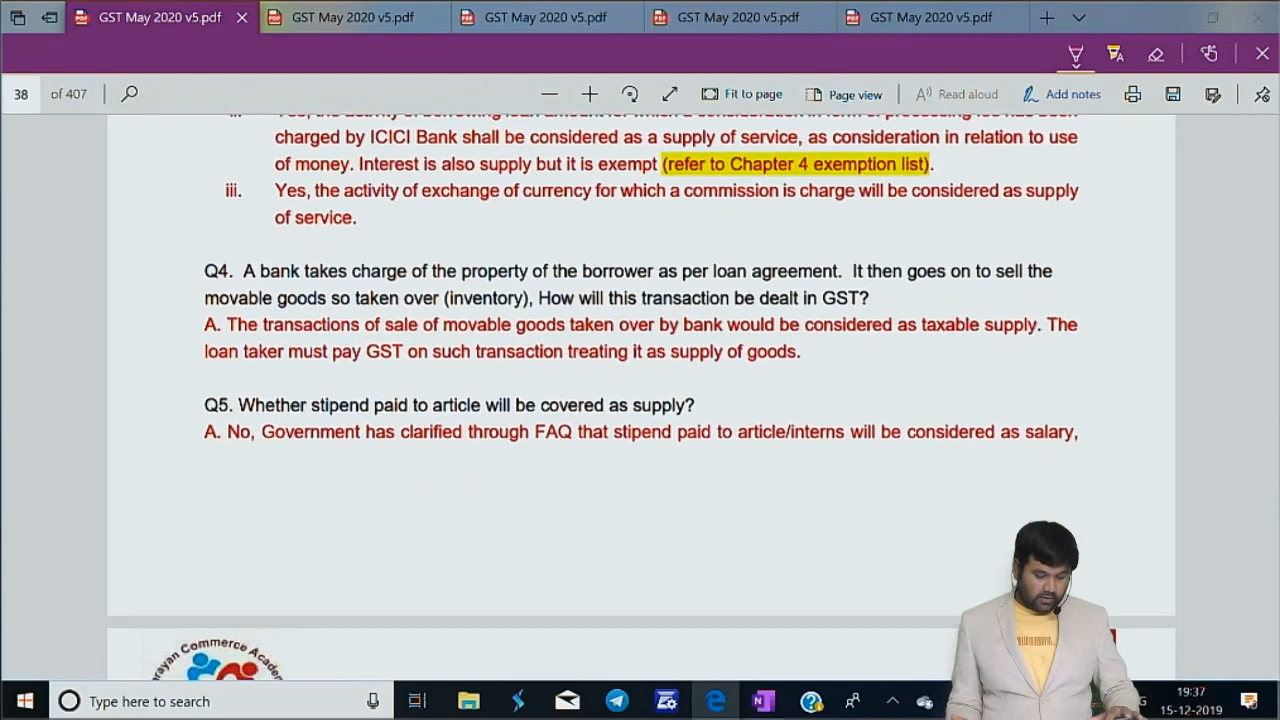 GST May 2020 v5.pdf
GST May 2020 v5.pdf
GST May 2020 v5.pdf
GST May 2020 v5.pdf
GST May 2020 v5.pdf
38 of 407
Fit to page
Page view
Read aloud
Add notes
charged by ICICI Bank shall be considered as a supply of service, as consideration in relation to use
of money. Interest is also supply but it is exempt (refer to Chapter 4 exemption list).
iii. Yes, the activity of exchange of currency for which a commission is charge will be considered as supply
of service.
Q4. A bank takes charge of the property of the borrower as per loan agreement. It then goes on to sell the
movable goods so taken over (inventory), How will this transaction be dealt in GST?
A. The transactions of sale of movable goods taken over by bank would be considered as taxable supply. The
loan taker must pay GST on such transaction treating it as supply of goods.
Q5. Whether stipend paid to article will be covered as supply?
A. No, Government has clarified through FAQ that stipend paid to article/interns will be considered as salary,
rayan Commerce Acade
Type here to search
G
19:37
15-12-2019